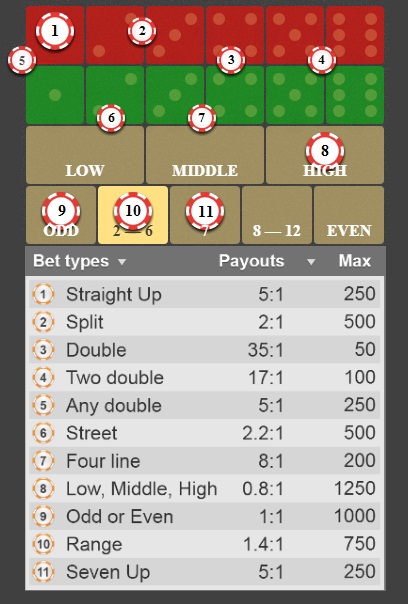 1
2
5
3
4
6
7
8
LOW MIDDLE HIGH
9 10 11
ODD 2 — 6 7 8 — 12 EVEN
Bet types Payouts Max
1 Straight Up 5:1 250
2 Split 2:1 500
3 Double 35:1 50
4 Two double 17:1 100
5 Any double 5:1 250
6 Street 2.2:1 500
7 Four line 8:1 200
8 Low, Middle, High 0.8:1 1250
9 Odd or Even 1:1 1000
10 Range 1.4:1 750
11 Seven Up 5:1 250